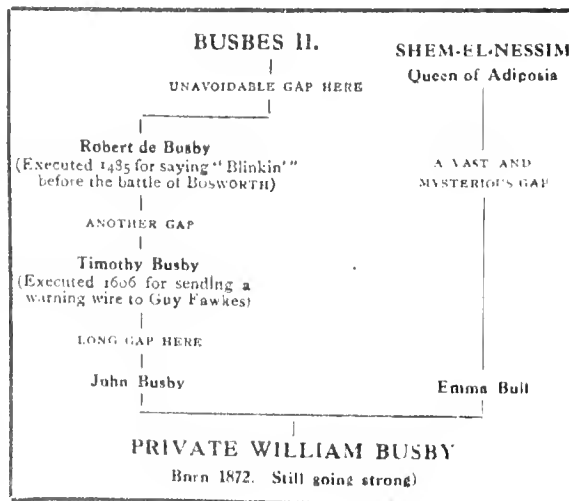 BUSBES II.
SHEM-EL-NESSIM
Queen of Adiposia
UNAVOIDABLE GAP HERE
Robert de Busby
(Executed 1485 for saying "Blinkin'"
before the battle of BOSWORTH)
A VAST AND
MYSTERIOUS GAP
ANOTHER GAP
Timothy Busby
(Executed 1606 for sending a
warning wire to Guy Fawkes)
LONG GAP HERE
John Busby
Emma Bull
PRIVATE WILLIAM BUSBY
Born 1872. Still going strong)